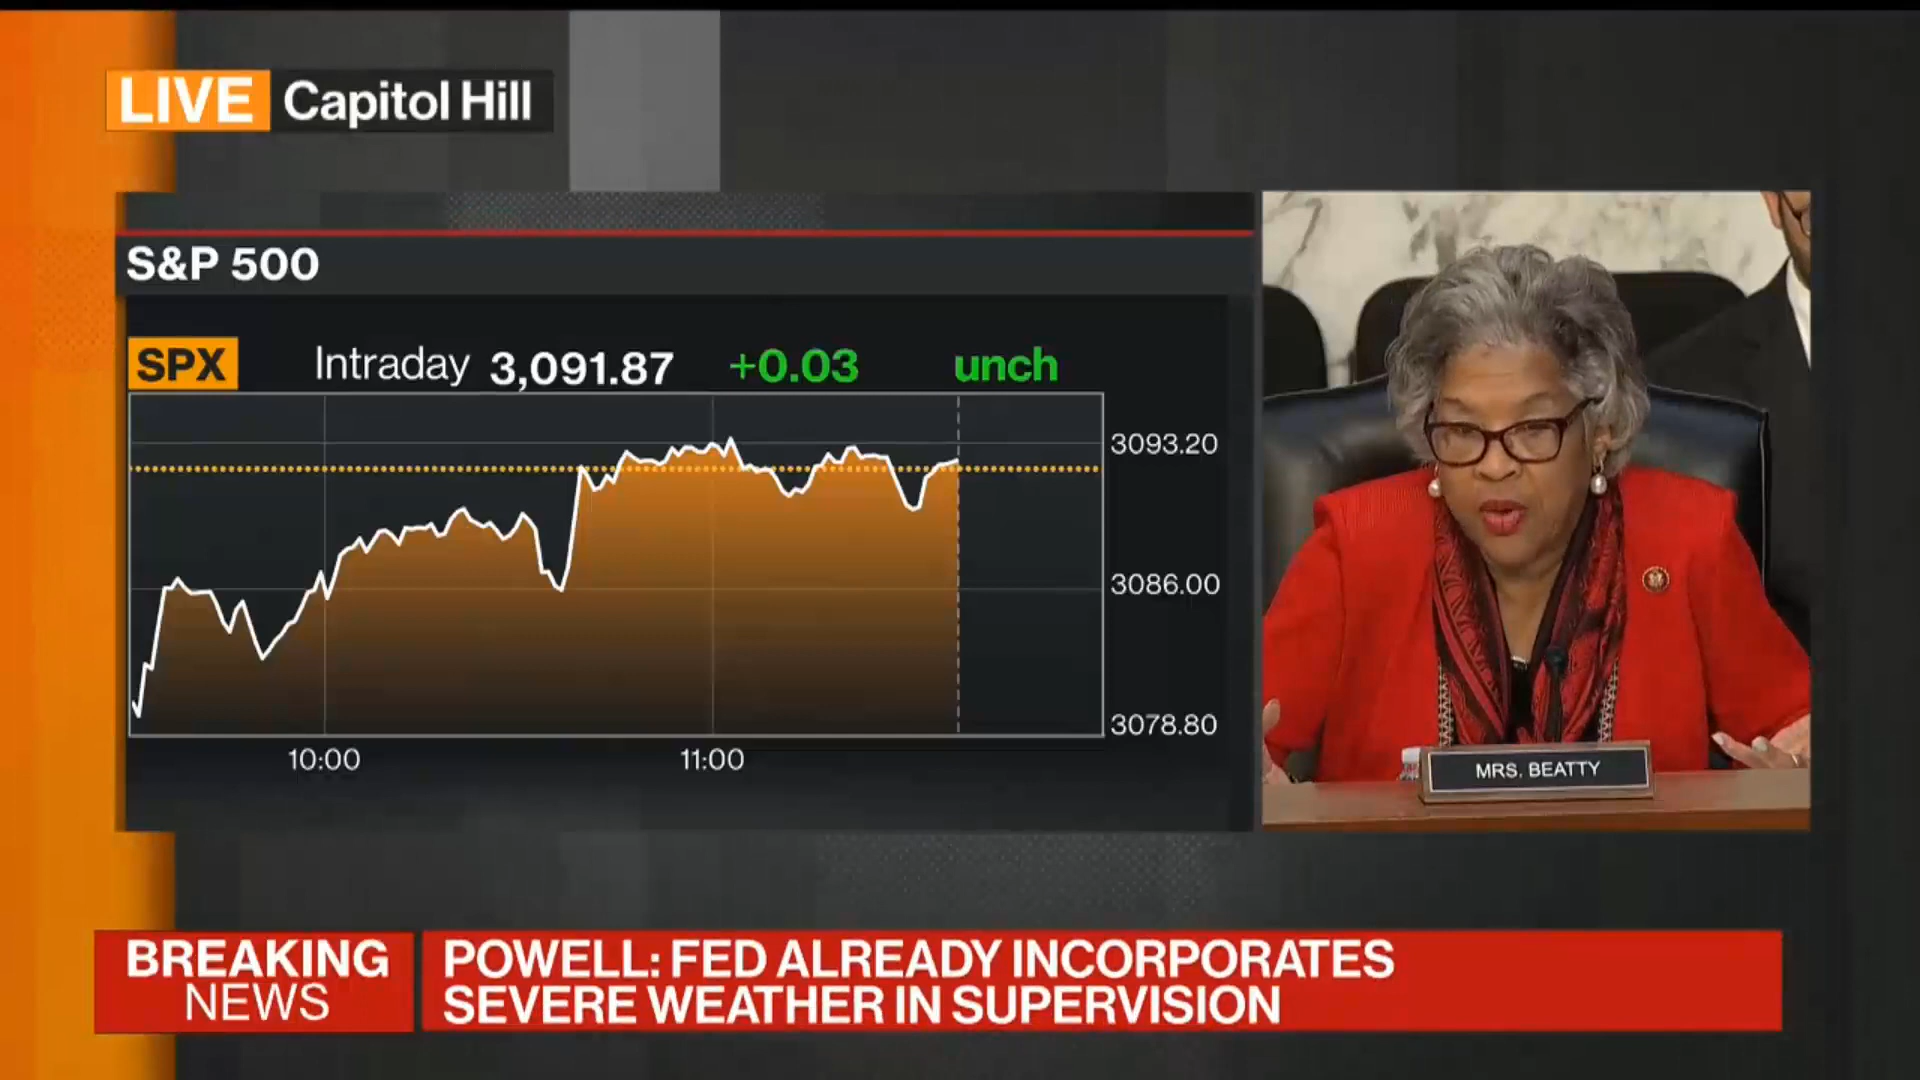 LIVE Capitol Hill
S&P 500
SPX Intraday 3,091.87 +0.03 unch
3093.20
3086.00
3078.80
10:00 11:00
MRS. BEATTY
BREAKING NEWS
POWELL: FED ALREADY INCORPORATES
SEVERE WEATHER IN SUPERVISION